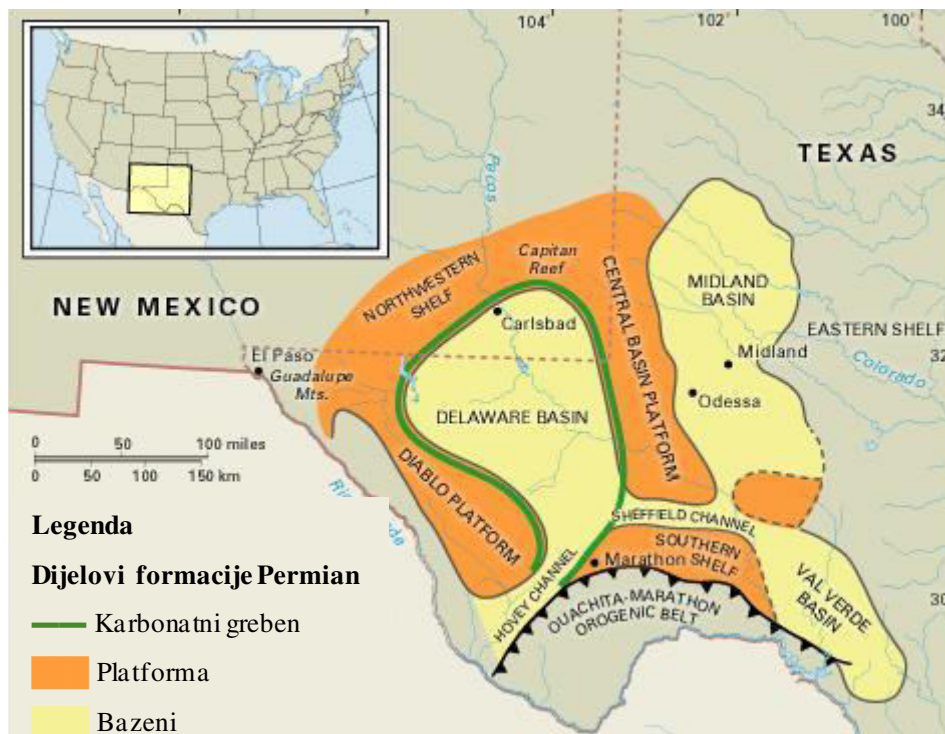 104°
102°
100°
34
TEXAS
Pecos
Capitan
Reef
NORTHWESTERN
SHELF
CENTRAL BASIN PLATFORM
MIDLAND
BASIN
NEW MEXICO
Carlsbad
EASTERN SHELF
Midland
32
El Paso
Guadalupe
Mts.
Colorado
Odessa
DELAWARE BASIN
0 50 100 miles
0 50 100 150 km
DIABLO PLATFORM
SHEFFIELD CHANNEL
Legenda
SOUTHERN
SHELF
Marathon
Dijelovi formacije Permian
HOVEY CHANNEL
OUACHITA-MARATHON
OROGENIC BELT
VAL VERDE
BASIN
30
Karbonatni greben
Platforma
Bazeni